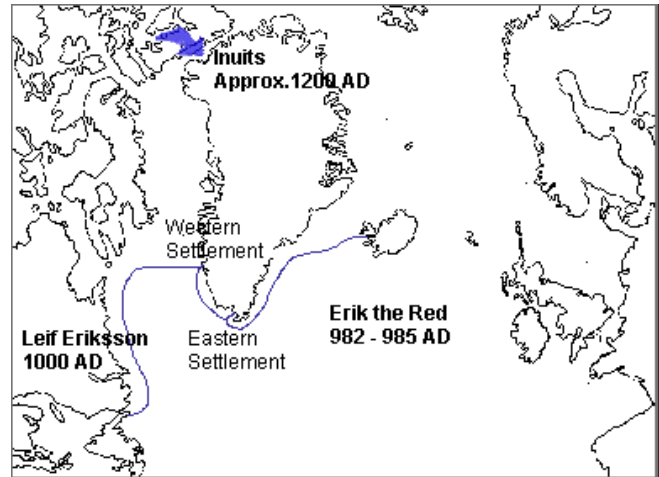 Inuits
Approx.1200 AD
Western
Settlement
Erik the Red
982 - 985 AD
Leif Eriksson
1000 AD
Eastern
Settlement